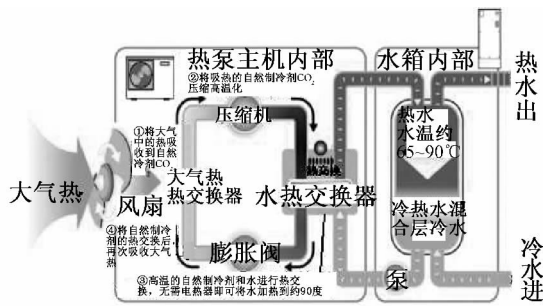 热泵主机内部
②将吸热的自然制冷剂CO₂
压缩高温化
水箱内部
热
水
出
压缩机
①将大气
中的热吸
收到自然
冷剂CO₂
热水
水温约
65~90℃
热交换
大气热
风扇
大气热
热交换器
水热交换器
冷热水混
合层冷水
④将自然制冷
剂的热交换后,
再次吸收大气
热
膨胀阀
泵
冷
水
进
③高温的自然制冷剂和水进行热交
换,无需电热器即可将水加热到约90度